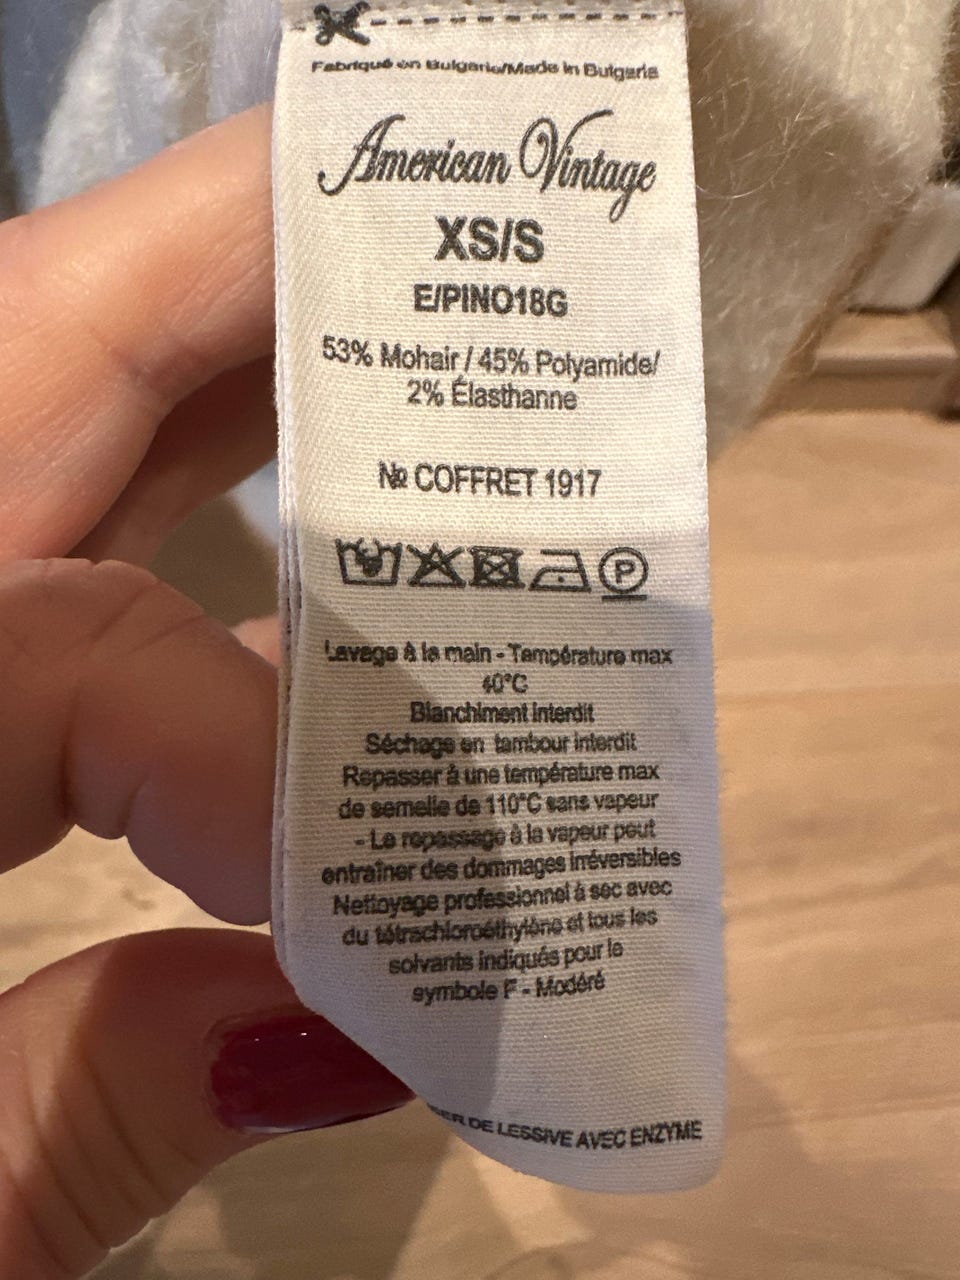 Fabriqué en Bulgarie/Made in Bulgaria
American Vintage
XS/S
E/PINO18G
53% Mohair / 45% Polyamide/
2% Élasthanne
№ COFFRET 1917
P
Lavage à la main - Température max
40°C
Blanchiment interdit
Séchage en tambour interdit
Repasser à une température max
de semelle de 110°C sans vapeur
- Le repassage à la vapeur peut
entraîner des dommages irréversibles
Nettoyage professionnel à sec avec
du tétrachloroéthylène et tous les
solvants indiqués pour le
symbole F - Modéré
DE LESSIVE AVEC ENZYME